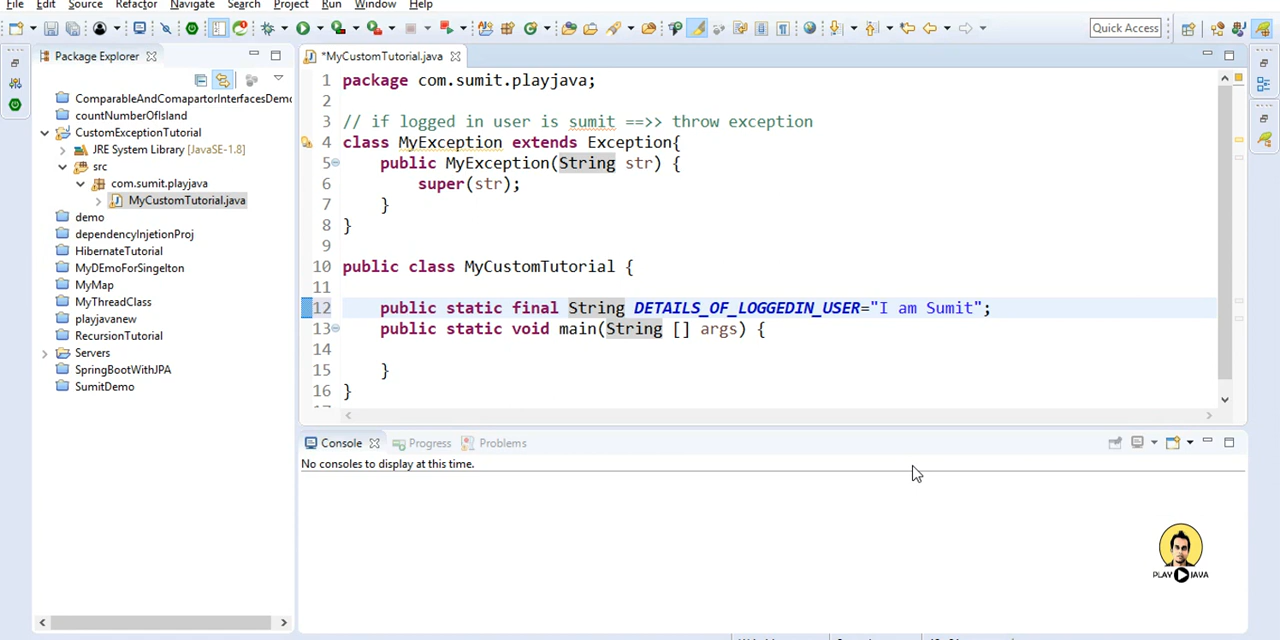 File Edit Source Refactor Navigate Search Project Run Window Help
Quick Access
Package Explorer
*MyCustomTutorial.java
ComparableAndComapartorInterfacesDemo
countNumberOfIsland
CustomExceptionTutorial
JRE System Library [JavaSE-1.8]
src
com.sumit.playjava
MyCustomTutorial.java
demo
dependencyInjetionProj
HibernateTutorial
MyDEmoForSingelton
MyMap
MyThreadClass
playjavanew
RecursionTutorial
Servers
SpringBootWithJPA
SumitDemo
1 package com.sumit.playjava;
2
3 // if logged in user is sumit ==>> throw exception
4 class MyException extends Exception{
5 public MyException(String str) {
6 super(str);
7 }
8 }
9
10 public class MyCustomTutorial {
11
12 public static final String DETAILS_OF_LOGGEDIN_USER="I am Sumit";
13 public static void main(String [] args) {
14
15 }
16 }
Console Progress Problems
No consoles to display at this time.
PLAY JAVA